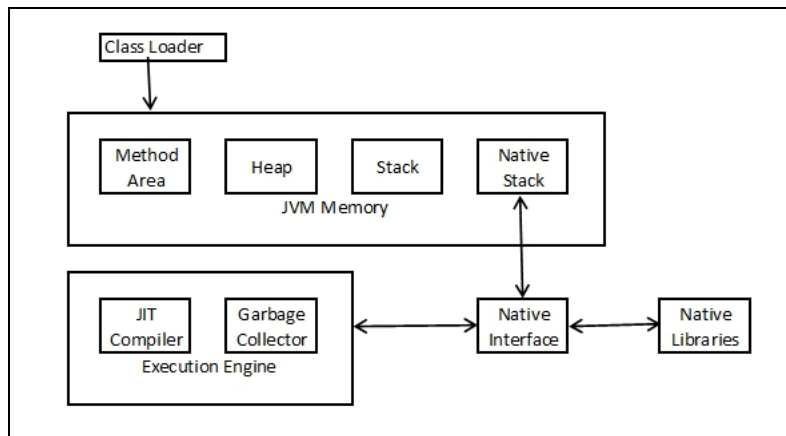 Class Loader
Method
Area
Heap
Stack
Native
Stack
JVM Memory
JIT
Compiler
Garbage
Collector
Execution Engine
Native
Interface
Native
Libraries